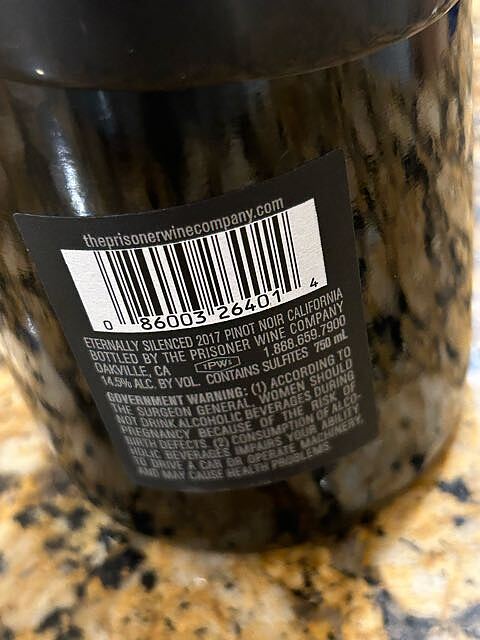 theprisonerwinecompany.com
0 86003 26401 4
ETERNALLY SILENCED 2017 PINOT NOIR CALIFORNIA
BOTTLED BY THE PRISONER WINE COMPANY
OAKVILLE, CA TPWC 1.888.659.7900
14.5% ALC. BY VOL. CONTAINS SULFITES 750 mL
GOVERNMENT WARNING: (1) ACCORDING TO
THE SURGEON GENERAL, WOMEN SHOULD
NOT DRINK ALCOHOLIC BEVERAGES DURING
PREGNANCY BECAUSE OF THE RISK OF
BIRTH DEFECTS. (2) CONSUMPTION OF ALCO-
HOLIC BEVERAGES IMPAIRS YOUR ABILITY
TO DRIVE A CAR OR OPERATE MACHINERY,
AND MAY CAUSE HEALTH PROBLEMS.